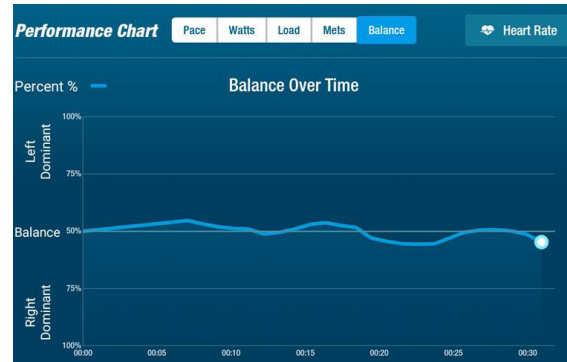 Performance Chart Pace Watts Load Mets Balance Heart Rate
Percent % Balance Over Time
100%
Left
Dominant
75%
Balance 50%
75%
Right
Dominant
100%
00:00 00:05 00:10 00:15 00:20 00:25 00:30